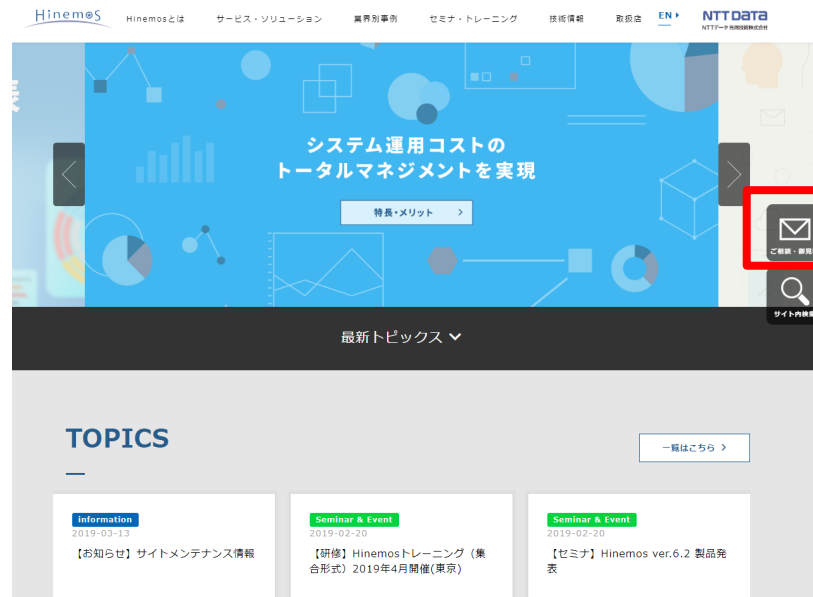 Hinemos
Hinemosとは
サービス・ソリューション
業界別事例
セミナ・トレーニング
技術情報
取扱店
EN
NTT DATA
NTTデータ先端技術株式会社
システム運用コストの
トータルマネジメントを実現
特長・メリット
ご相談・御見
サイト内検索
最新トピックス
TOPICS
一覧はこちら
information
2019-03-13
【お知らせ】サイトメンテナンス情報
Seminar & Event
2019-02-20
【研修】Hinemosトレーニング（集
合形式）2019年4月開催(東京)
Seminar & Event
2019-02-20
【セミナ】Hinemos ver.6.2 製品発
表